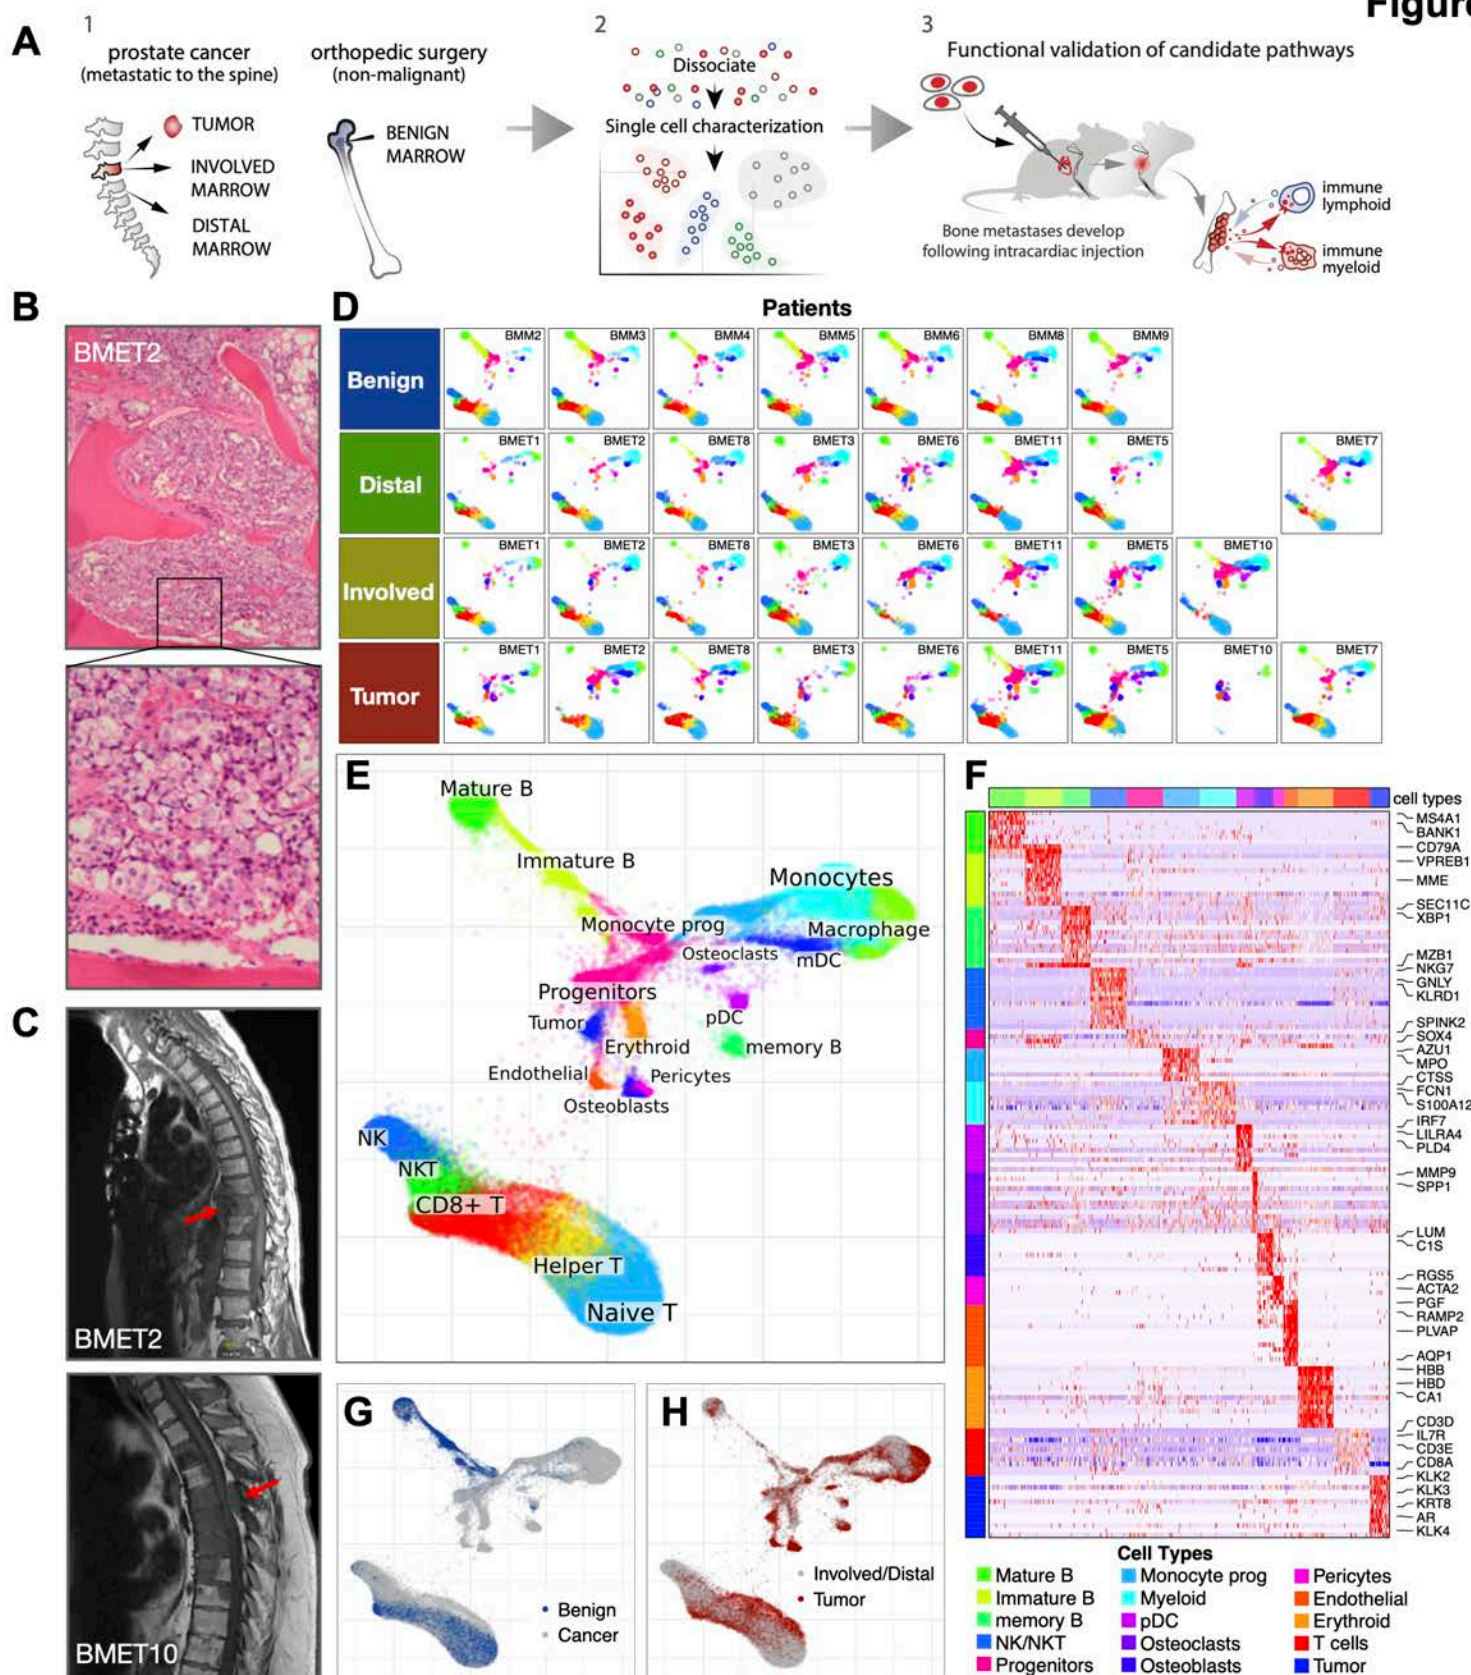 Figure
A
1
prostate cancer
(metastatic to the spine)
TUMOR
INVOLVED
MARROW
DISTAL
MARROW
orthopedic surgery
(non-malignant)
BENIGN
MARROW
2
Dissociate
Single cell characterization
3
Functional validation of candidate pathways
Bone metastases develop
following intracardiac injection
immune
lymphoid
immune
myeloid
B
BMET2
C
BMET2
BMET10
D
Patients
Benign
BMM2 BMM3 BMM4 BMM5 BMM6 BMM8 BMM9
Distal
BMET1 BMET2 BMET8 BMET3 BMET6 BMET11 BMET5 BMET7
Involved
BMET1 BMET2 BMET8 BMET3 BMET6 BMET11 BMET5 BMET10
Tumor
BMET1 BMET2 BMET8 BMET3 BMET6 BMET11 BMET5 BMET10 BMET7
E
Mature B
Immature B
Monocytes
Monocyte prog
Macrophage
Osteoclasts
mDC
Progenitors
pDC
Tumor
Erythroid
memory B
Endothelial
Pericytes
Osteoblasts
NK
NKT
CD8+ T
Helper T
Naive T
F
cell types
MS4A1
BANK1
CD79A
VPREB1
MME
SEC11C
XBP1
MZB1
NKG7
GNLY
KLRD1
SPINK2
SOX4
AZU1
MPO
CTSS
FCN1
S100A12
IRF7
LILRA4
PLD4
MMP9
SPP1
LUM
C1S
RGS5
ACTA2
PGF
RAMP2
PLVAP
AQP1
HBB
HBD
CA1
CD3D
IL7R
CD3E
CD8A
KLK2
KLK3
KRT8
AR
KLK4
Cell Types
Mature B
Immature B
memory B
NK/NKT
Progenitors
Monocyte prog
Myeloid
pDC
Osteoclasts
Osteoblasts
Pericytes
Endothelial
Erythroid
T cells
Tumor
G
Benign
Cancer
H
Involved/Distal
Tumor